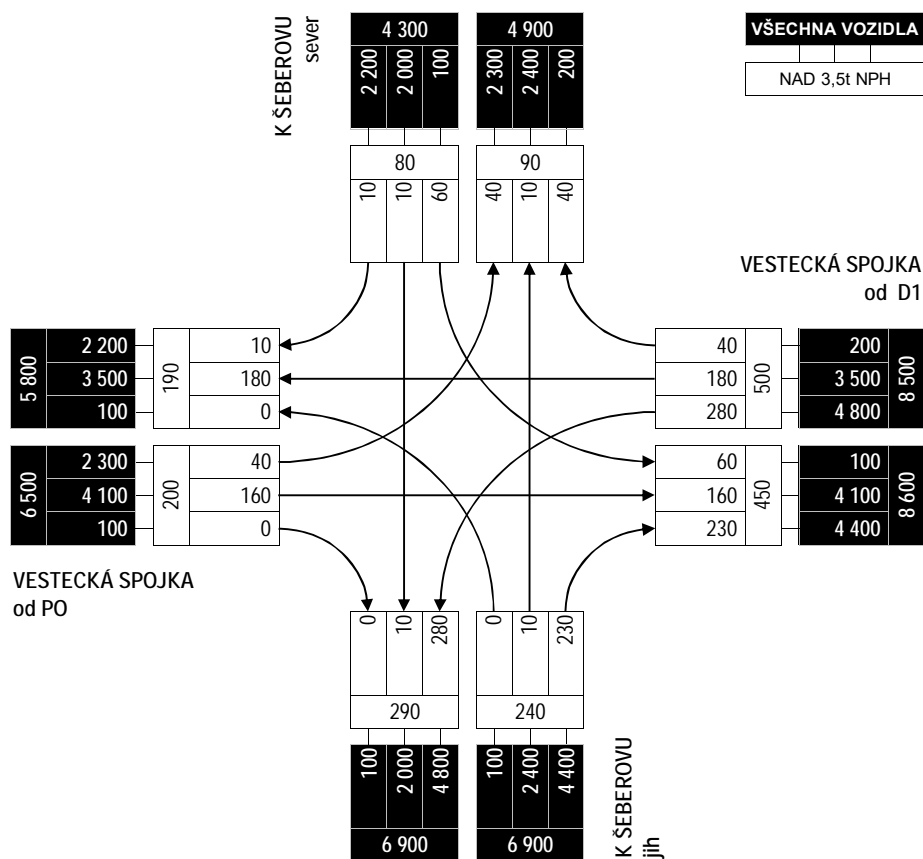 K ŠEBEROVU
sever
4 300
2 200 2 000 100
80
10 10 60
4 900
2 300 2 400 200
90
40 10 40
VŠECHNA VOZIDLA
NAD 3,5t NPH
VESTECKÁ SPOJKA
od D1
5 800
2 200
3 500
100
190
10
180
0
6 500
2 300
4 100
100
200
40
160
0
VESTECKÁ SPOJKA
od PO
40
180
280
500
200
3 500
4 800
8 500
60
160
230
450
100
4 100
4 400
8 600
0 10 280
290
100 2 000 4 800
6 900
0 10 230
240
100 2 400 4 400
6 900
K ŠEBEROVU
jih